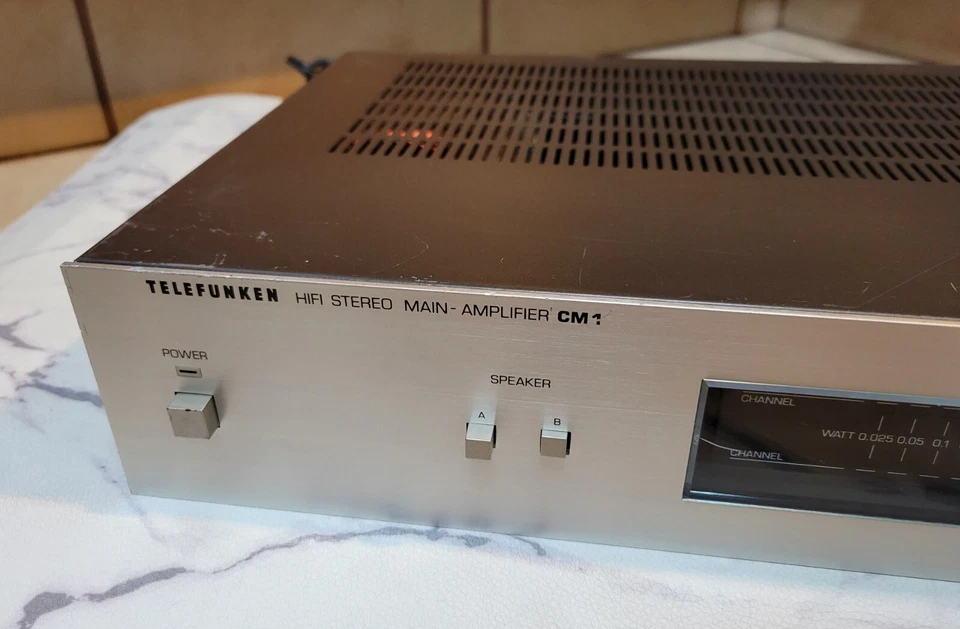 TELEFUNKEN HIFI STEREO MAIN-AMPLIFIER CM1
POWER
SPEAKER
A B
CHANNEL
WATT 0.025 0.05 0.1
CHANNEL